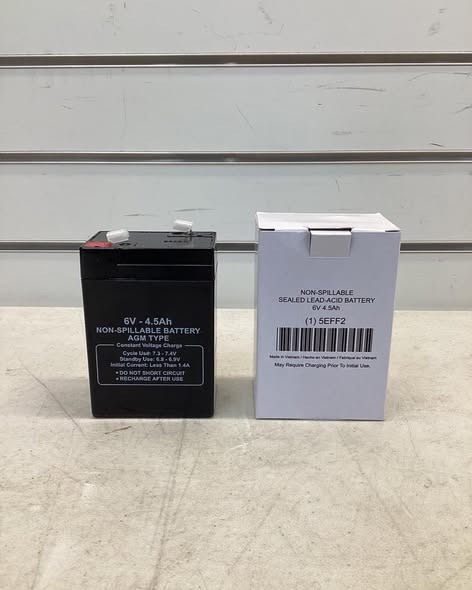 6V - 4.5Ah
NON-SPILLABLE BATTERY
AGM TYPE
Constant Voltage Charge
Cycle Use: 7.3 - 7.4V
Standby Use: 6.8 - 6.9V
Initial Current: Less Than 1.4A
• DO NOT SHORT CIRCUIT
• RECHARGE AFTER USE
NON-SPILLABLE
SEALED LEAD-ACID BATTERY
6V 4.5Ah
(1) 5EFF2
Made in Vietnam / Hecho en Vietnam / Fabriqué au Vietnam
May Require Charging Prior To Initial Use.